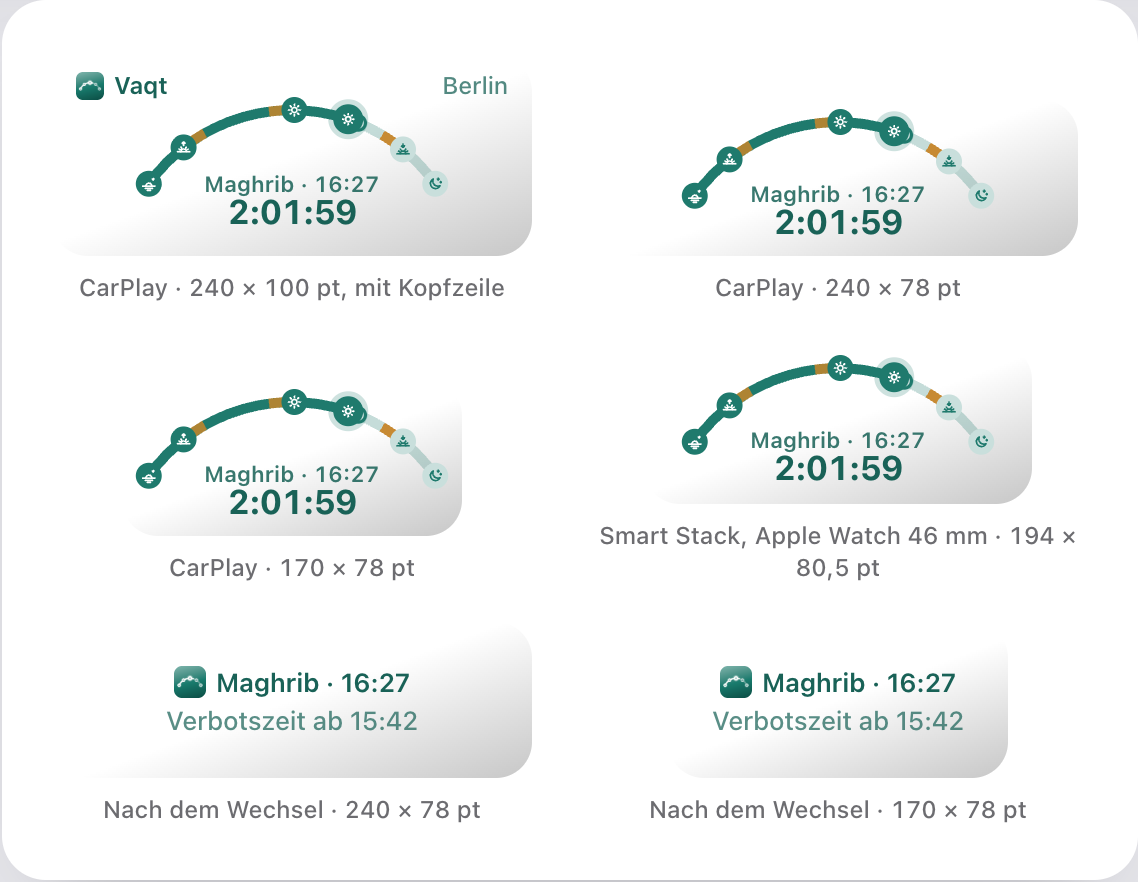 Vaqt
Berlin
Maghrib · 16:27
2:01:59
CarPlay · 240 × 100 pt, mit Kopfzeile
Maghrib · 16:27
2:01:59
CarPlay · 240 × 78 pt
Maghrib · 16:27
2:01:59
CarPlay · 170 × 78 pt
Maghrib · 16:27
2:01:59
Smart Stack, Apple Watch 46 mm · 194 ×
80,5 pt
Maghrib · 16:27
Verbotszeit ab 15:42
Nach dem Wechsel · 240 × 78 pt
Maghrib · 16:27
Verbotszeit ab 15:42
Nach dem Wechsel · 170 × 78 pt